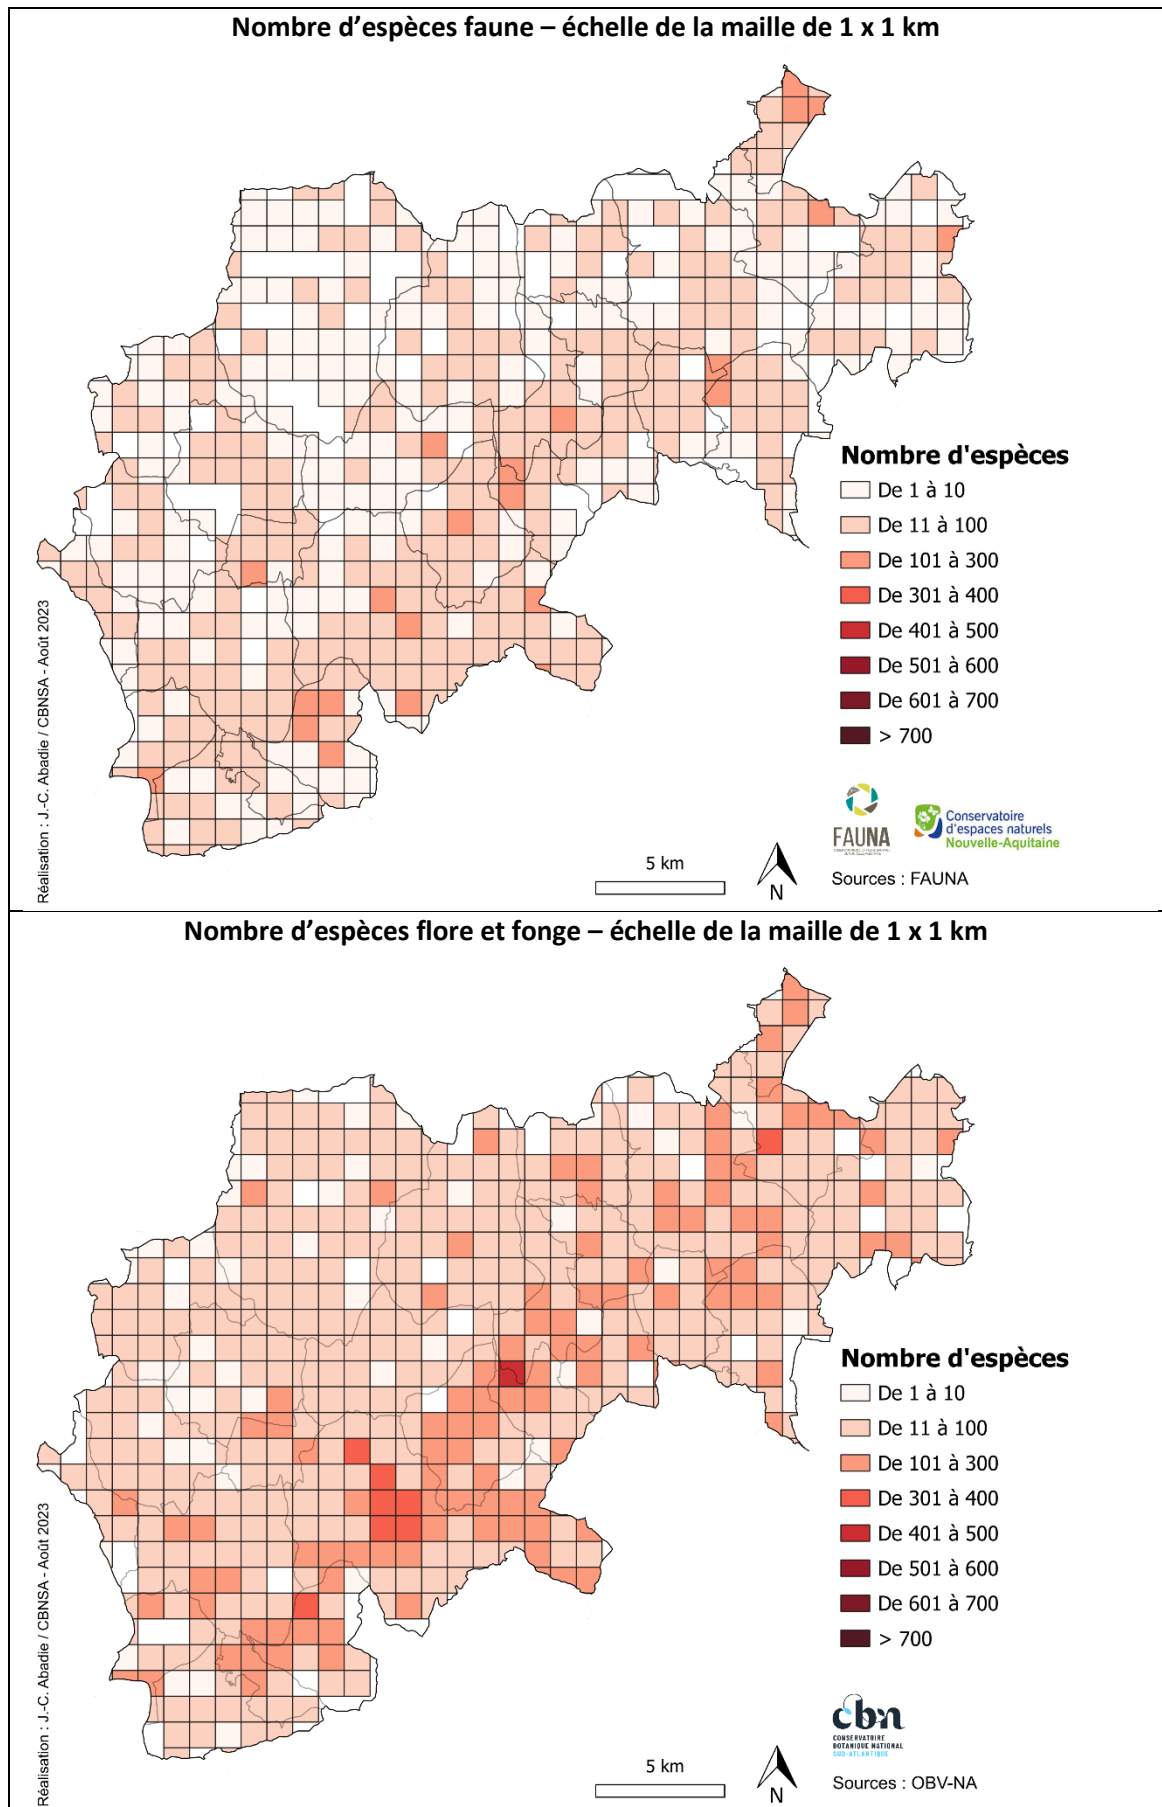 Nombre d'espèces faune – échelle de la maille de 1 x 1 km
Nombre d'espèces
De 1 à 10
De 11 à 100
De 101 à 300
De 301 à 400
De 401 à 500
De 501 à 600
De 601 à 700
> 700
Réalisation : J.-C. Abadie / CBNSA - Août 2023
5 km
N
FAUNA
Conservatoire
d'espaces naturels
Nouvelle-Aquitaine
Sources : FAUNA
Nombre d'espèces flore et fonge – échelle de la maille de 1 x 1 km
Nombre d'espèces
De 1 à 10
De 11 à 100
De 101 à 300
De 301 à 400
De 401 à 500
De 501 à 600
De 601 à 700
> 700
Réalisation : J.-C. Abadie / CBNSA - Août 2023
5 km
N
cbn
CONSERVATOIRE
BOTANIQUE NATIONAL
SUD-ATLANTIQUE
Sources : OBV-NA